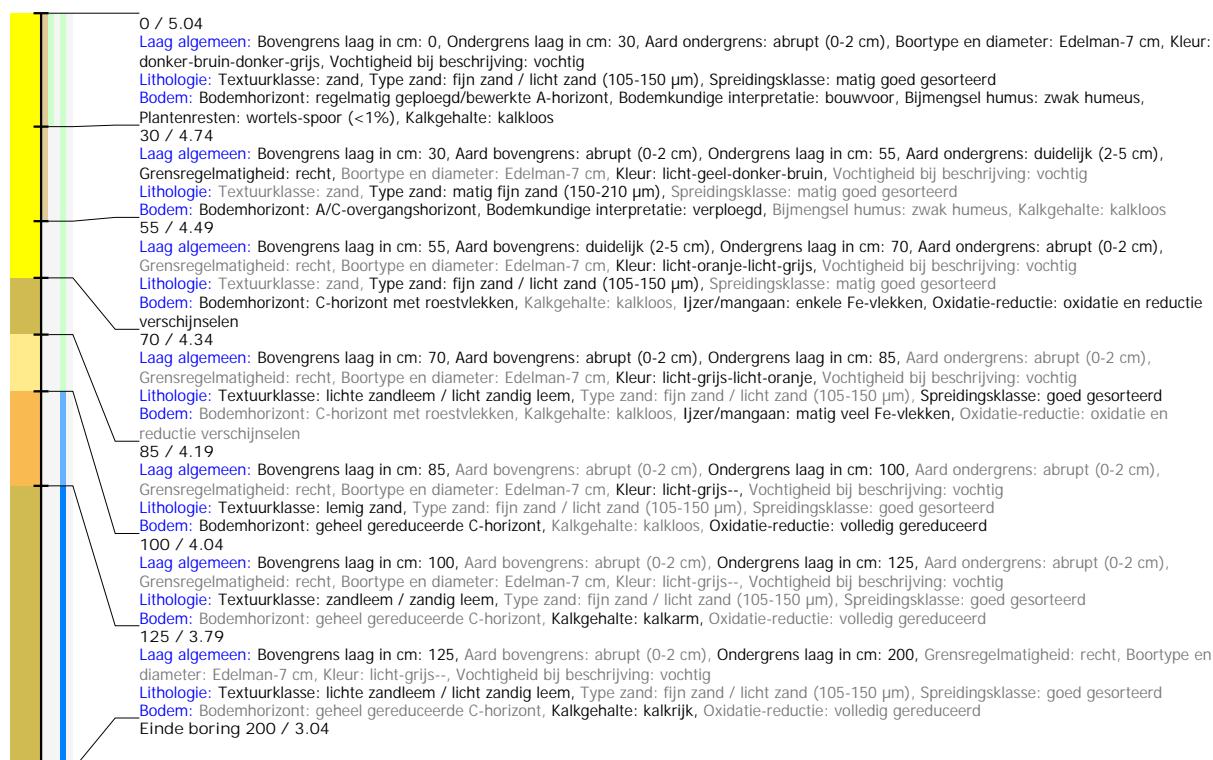 0 / 5.04
Laag algemeen: Bovengrens laag in cm: 0, Ondergrens laag in cm: 30, Aard ondergrens: abrupt (0-2 cm), Boortype en diameter: Edelman-7 cm, Kleur:
donker-bruin-donker-grijs, Vochtigheid bij beschrijving: vochtig
Lithologie: Textuurklasse: zand, Type zand: fijn zand / licht zand (105-150 µm), Spreidingsklasse: matig goed gesorteerd
Bodem: Bodemhorizont: regelmatig geploegd/bewerkte A-horizont, Bodemkundige interpretatie: bouwvoor, Bijmengsel humus: zwak humeus,
Plantenresten: wortels-spoor (<1%), Kalkgehalte: kalkloos
30 / 4.74
Laag algemeen: Bovengrens laag in cm: 30, Aard bovengrens: abrupt (0-2 cm), Ondergrens laag in cm: 55, Aard ondergrens: duidelijk (2-5 cm),
Grensregelmatigheid: recht, Boortype en diameter: Edelman-7 cm, Kleur: licht-geel-donker-bruin, Vochtigheid bij beschrijving: vochtig
Lithologie: Textuurklasse: zand, Type zand: matig fijn zand (150-210 µm), Spreidingsklasse: matig goed gesorteerd
Bodem: Bodemhorizont: A/C-overgangshorizont, Bodemkundige interpretatie: verploegd, Bijmengsel humus: zwak humeus, Kalkgehalte: kalkloos
55 / 4.49
Laag algemeen: Bovengrens laag in cm: 55, Aard bovengrens: duidelijk (2-5 cm), Ondergrens laag in cm: 70, Aard ondergrens: abrupt (0-2 cm),
Grensregelmatigheid: recht, Boortype en diameter: Edelman-7 cm, Kleur: licht-oranje-licht-grijs, Vochtigheid bij beschrijving: vochtig
Lithologie: Textuurklasse: zand, Type zand: fijn zand / licht zand (105-150 µm), Spreidingsklasse: matig goed gesorteerd
Bodem: Bodemhorizont: C-horizont met roestvlekken, Kalkgehalte: kalkloos, Ijzer/mangaan: enkele Fe-vlekken, Oxidatie-reductie: oxidatie en reductie
verschijnselen
70 / 4.34
Laag algemeen: Bovengrens laag in cm: 70, Aard bovengrens: abrupt (0-2 cm), Ondergrens laag in cm: 85, Aard ondergrens: abrupt (0-2 cm),
Grensregelmatigheid: recht, Boortype en diameter: Edelman-7 cm, Kleur: licht-grijs-licht-oranje, Vochtigheid bij beschrijving: vochtig
Lithologie: Textuurklasse: lichte zandleem / licht zandig leem, Type zand: fijn zand / licht zand (105-150 µm), Spreidingsklasse: goed gesorteerd
Bodem: Bodemhorizont: C-horizont met roestvlekken, Kalkgehalte: kalkloos, Ijzer/mangaan: matig veel Fe-vlekken, Oxidatie-reductie: oxidatie en
reductie verschijnselen
85 / 4.19
Laag algemeen: Bovengrens laag in cm: 85, Aard bovengrens: abrupt (0-2 cm), Ondergrens laag in cm: 100, Aard ondergrens: abrupt (0-2 cm),
Grensregelmatigheid: recht, Boortype en diameter: Edelman-7 cm, Kleur: licht-grijs--, Vochtigheid bij beschrijving: vochtig
Lithologie: Textuurklasse: lemig zand, Type zand: fijn zand / licht zand (105-150 µm), Spreidingsklasse: goed gesorteerd
Bodem: Bodemhorizont: geheel gereduceerde C-horizont, Kalkgehalte: kalkloos, Oxidatie-reductie: volledig gereduceerd
100 / 4.04
Laag algemeen: Bovengrens laag in cm: 100, Aard bovengrens: abrupt (0-2 cm), Ondergrens laag in cm: 125, Aard ondergrens: abrupt (0-2 cm),
Grensregelmatigheid: recht, Boortype en diameter: Edelman-7 cm, Kleur: licht-grijs--, Vochtigheid bij beschrijving: vochtig
Lithologie: Textuurklasse: zandleem / zandig leem, Type zand: fijn zand / licht zand (105-150 µm), Spreidingsklasse: goed gesorteerd
Bodem: Bodemhorizont: geheel gereduceerde C-horizont, Kalkgehalte: kalkarm, Oxidatie-reductie: volledig gereduceerd
125 / 3.79
Laag algemeen: Bovengrens laag in cm: 125, Aard bovengrens: abrupt (0-2 cm), Ondergrens laag in cm: 200, Grensregelmatigheid: recht, Boortype en
diameter: Edelman-7 cm, Kleur: licht-grijs--, Vochtigheid bij beschrijving: vochtig
Lithologie: Textuurklasse: lichte zandleem / licht zandig leem, Type zand: fijn zand / licht zand (105-150 µm), Spreidingsklasse: goed gesorteerd
Bodem: Bodemhorizont: geheel gereduceerde C-horizont, Kalkgehalte: kalkrijk, Oxidatie-reductie: volledig gereduceerd
Einde boring 200 / 3.04